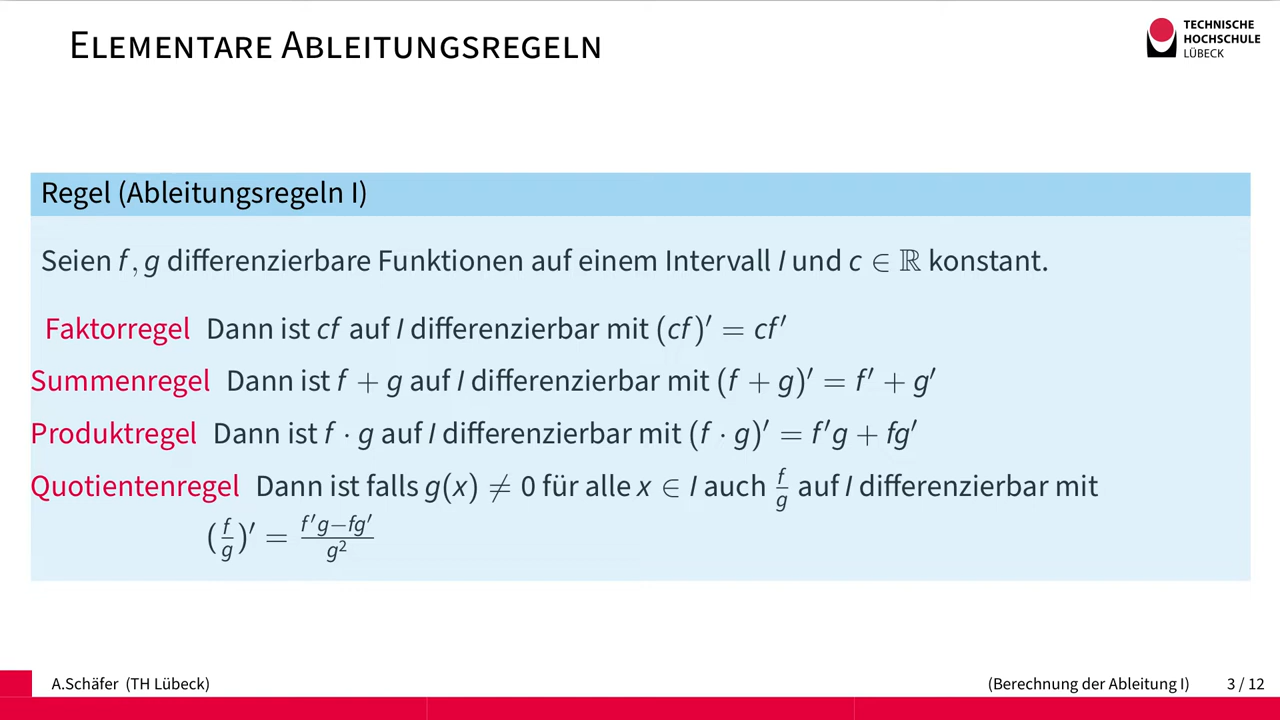 ELEMENTARE ABLEITUNGSREGELN
TECHNISCHE
HOCHSCHULE
LÜBECK
Regel (Ableitungsregeln I)
Seien f, g differenzierbare Funktionen auf einem Intervall I und c ∈ ℝ konstant.
Faktorregel Dann ist cf auf I differenzierbar mit (cf)′ = cf′
Summenregel Dann ist f + g auf I differenzierbar mit (f + g)′ = f′ + g′
Produktregel Dann ist f · g auf I differenzierbar mit (f · g)′ = f′g + fg′
Quotientenregel Dann ist falls g(x) ≠ 0 für alle x ∈ I auch f/g auf I differenzierbar mit
(f/g)′ = (f′g−fg′)/g²
A.Schäfer (TH Lübeck) (Berechnung der Ableitung I) 3 / 12